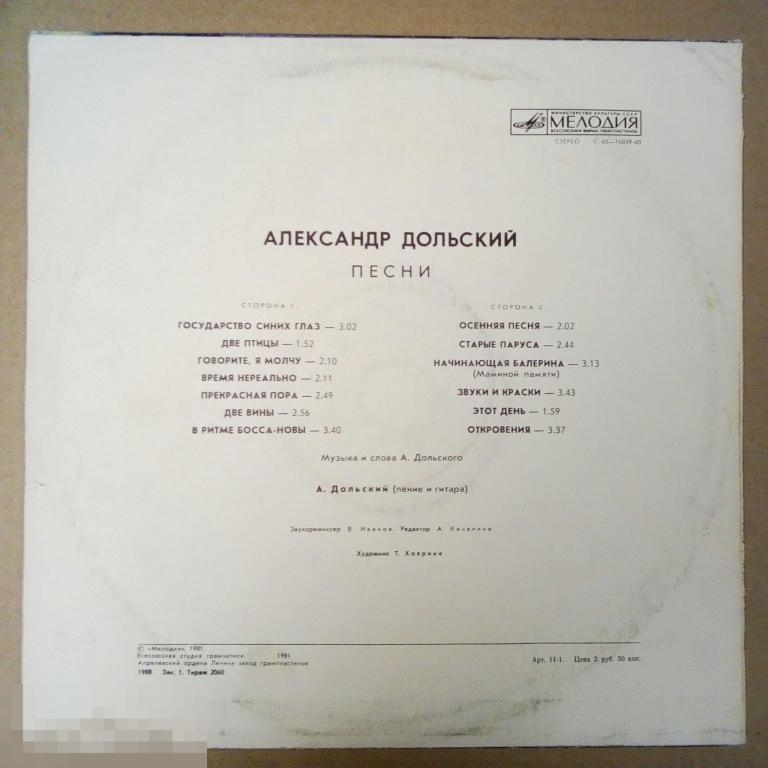 МИНИСТЕРСТВО КУЛЬТУРЫ СССР
МЕЛОДИЯ
ВСЕСОЮЗНАЯ ФИРМА ГРАМПЛАСТИНОК
СТЕРЕО С 60—16059-60
АЛЕКСАНДР ДОЛЬСКИЙ
ПЕСНИ
СТОРОНА 1
ГОСУДАРСТВО СИНИХ ГЛАЗ — 3.02
ДВЕ ПТИЦЫ — 1.52
ГОВОРИТЕ, Я МОЛЧУ — 2.10
ВРЕМЯ НЕРЕАЛЬНО — 2.11
ПРЕКРАСНАЯ ПОРА — 2.49
ДВЕ ВИНЫ — 2.56
В РИТМЕ БОССА-НОВЫ — 3.40
СТОРОНА 2
ОСЕННЯЯ ПЕСНЯ — 2.02
СТАРЫЕ ПАРУСА — 2.44
НАЧИНАЮЩАЯ БАЛЕРИНА — 3.13
(Маминой памяти)
ЗВУКИ И КРАСКИ — 3.43
ЭТОТ ДЕНЬ — 1.59
ОТКРОВЕНИЯ — 3.37
Музыка и слова А. Дольского
А. Дольский (пение и гитара)
Звукорежиссер В. Иванов. Редактор А. Качалина
Художник Т. Хаврине
© «Мелодия», 1981.
Всесоюзная студия грамзаписи. 1981
Апрелевский ордена Ленина завод грампластинок
1988 Зак. 1. Тираж 2060
Арт. 11-1. Цена 2 руб. 50 коп.